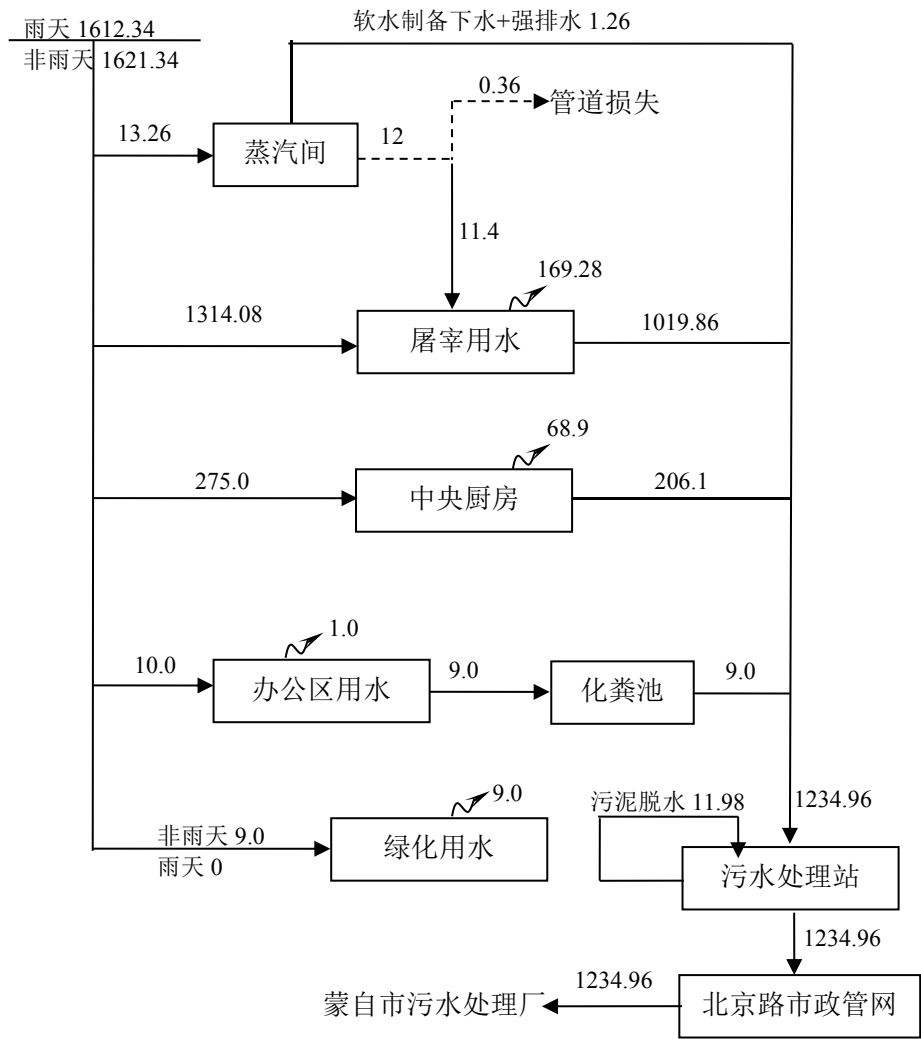 软水制备下水+强排水 1.26
雨天 1612.34
非雨天 1621.34
0.36
管道损失
13.26
蒸汽间
12
11.4
169.28
1314.08
屠宰用水
1019.86
68.9
275.0
中央厨房
206.1
1.0
10.0
办公区用水
9.0
化粪池
9.0
9.0
污泥脱水 11.98
1234.96
非雨天 9.0
雨天 0
绿化用水
污水处理站
1234.96
1234.96
蒙自市污水处理厂
北京路市政管网